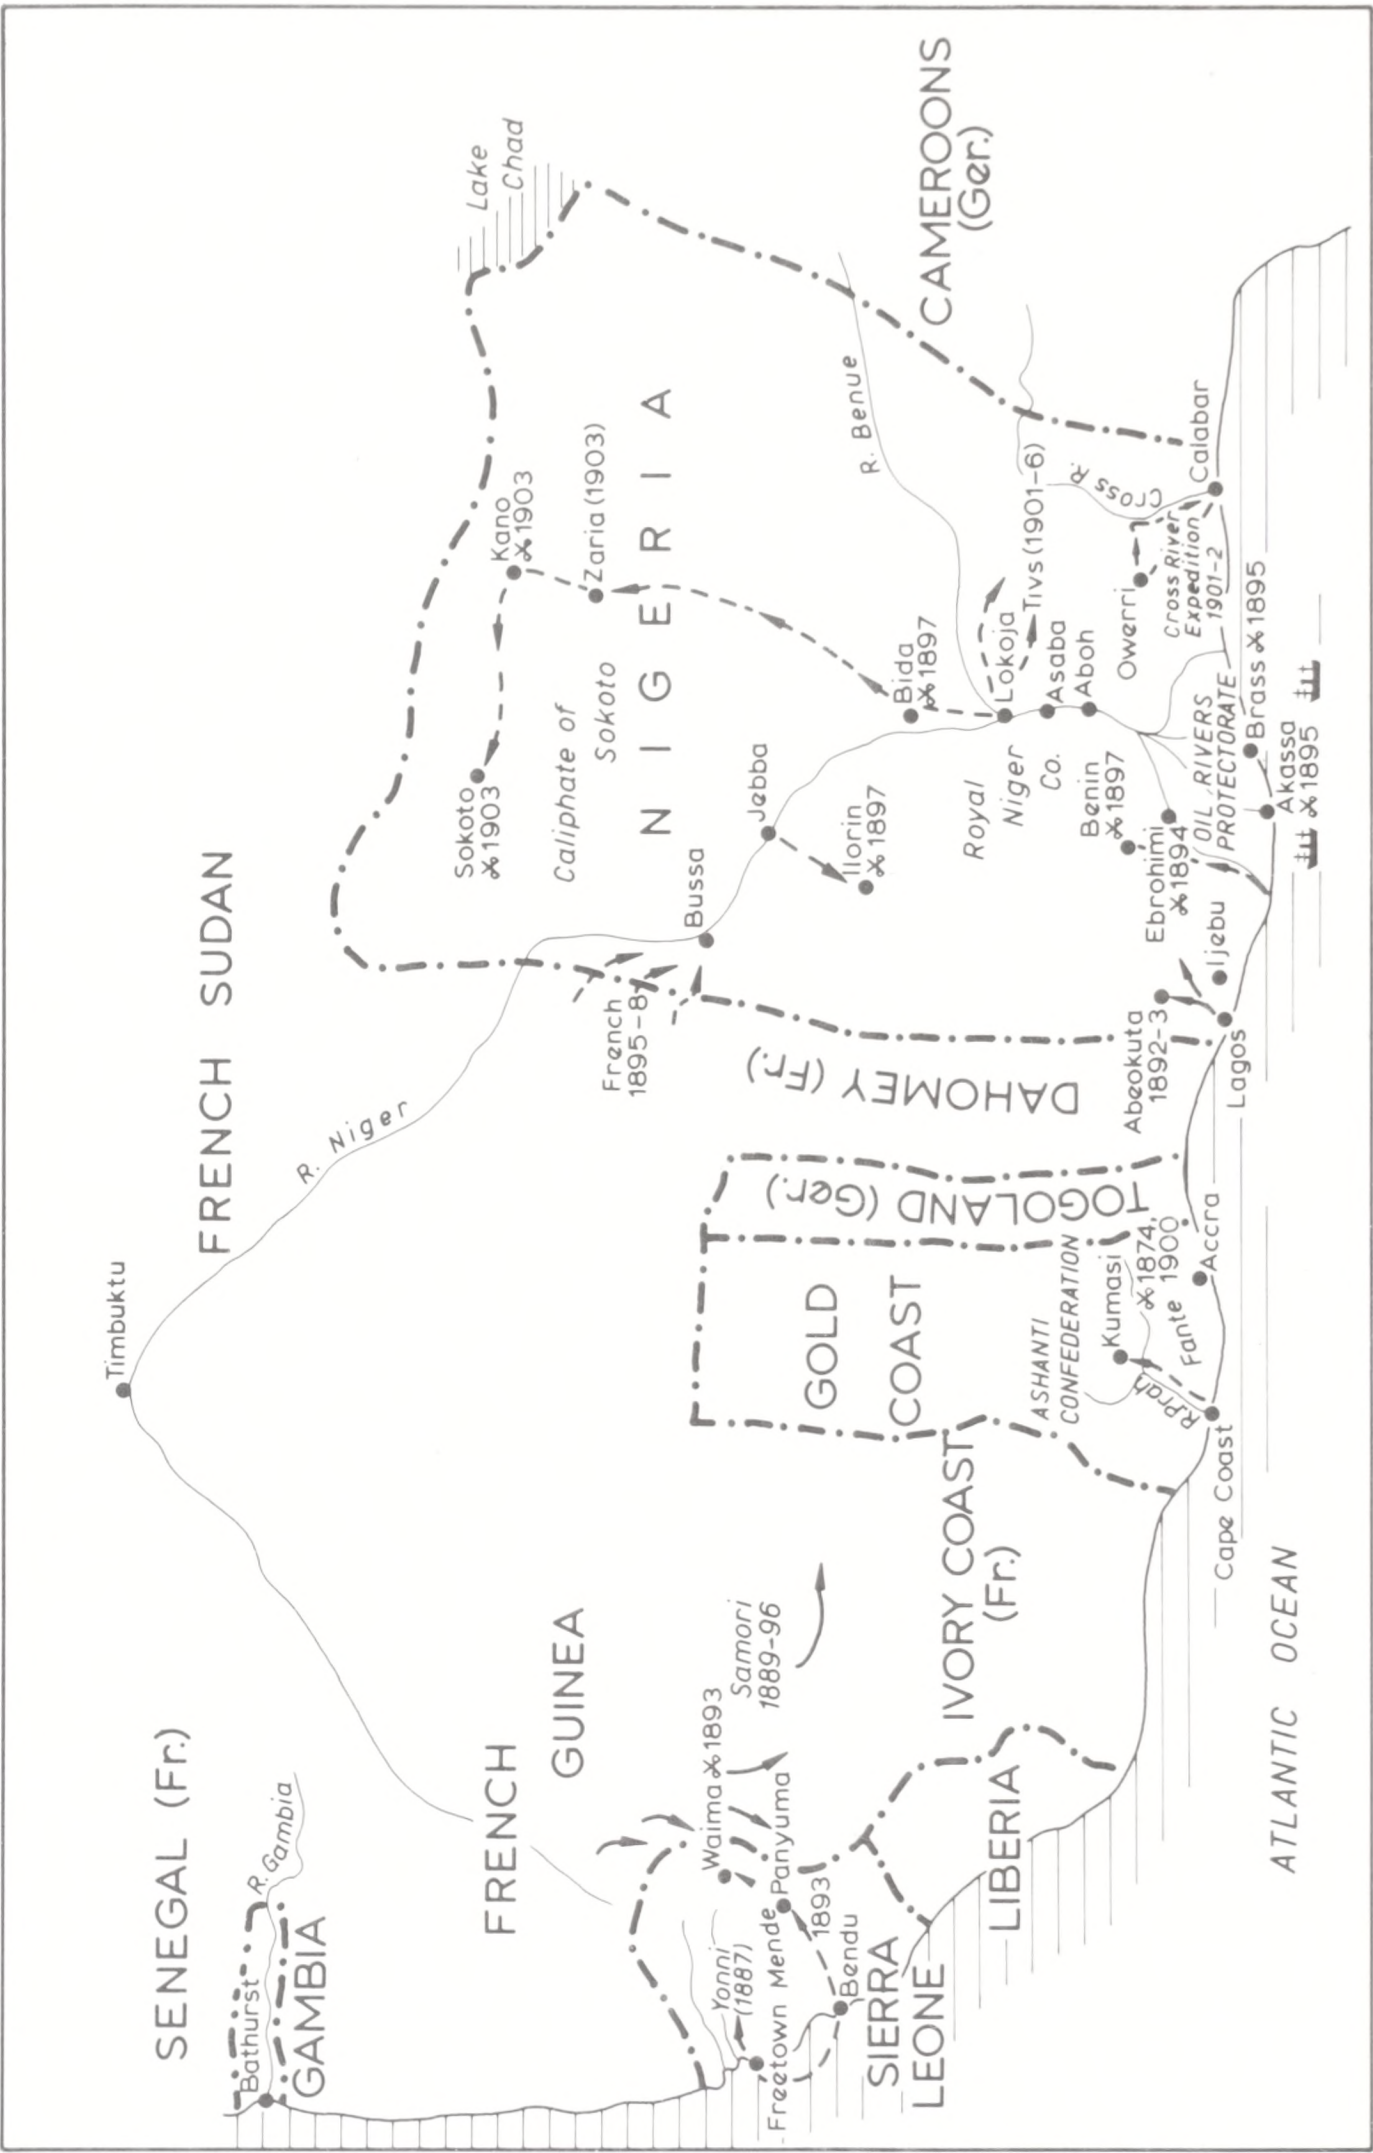 SENEGAL (Fr.)
Bathurst
R. Gambia
GAMBIA
FRENCH
GUINEA
Timbuktu
FRENCH SUDAN
R. Niger
Yonni
(1887)
Freetown
Mende
Waima ⚔1893
Panyuma
1893
Bendu
SIERRA
LEONE
LIBERIA
Samori
1889-96
IVORY COAST
(Fr.)
GOLD
COAST
ASHANTI
CONFEDERATION
Kumasi
⚔1874,
1900
R.Prah
Fante
Accra
Cape Coast
TOGOLAND (Ger.)
DAHOMEY (Fr.)
French
1895-8
Bussa
Abeokuta
1892-3
Lagos
Ijebu
Sokoto
⚔1903
Caliphate of
Sokoto
Kano
⚔1903
Zaria (1903)
NIGERIA
Lake
Chad
Jebba
Ilorin
⚔1897
Bida
⚔1897
R. Benue
Lokoja
Tivs (1901-6)
Royal
Niger
Co.
Asaba
Aboh
Benin
⚔1897
Ebrohimi
⚔1894
OIL RIVERS
PROTECTORATE
Owerri
Cross R.
Cross River
Expedition
1901-2
Calabar
Brass ⚔1895
Akassa
⚔1895
CAMEROONS
(Ger.)
ATLANTIC OCEAN